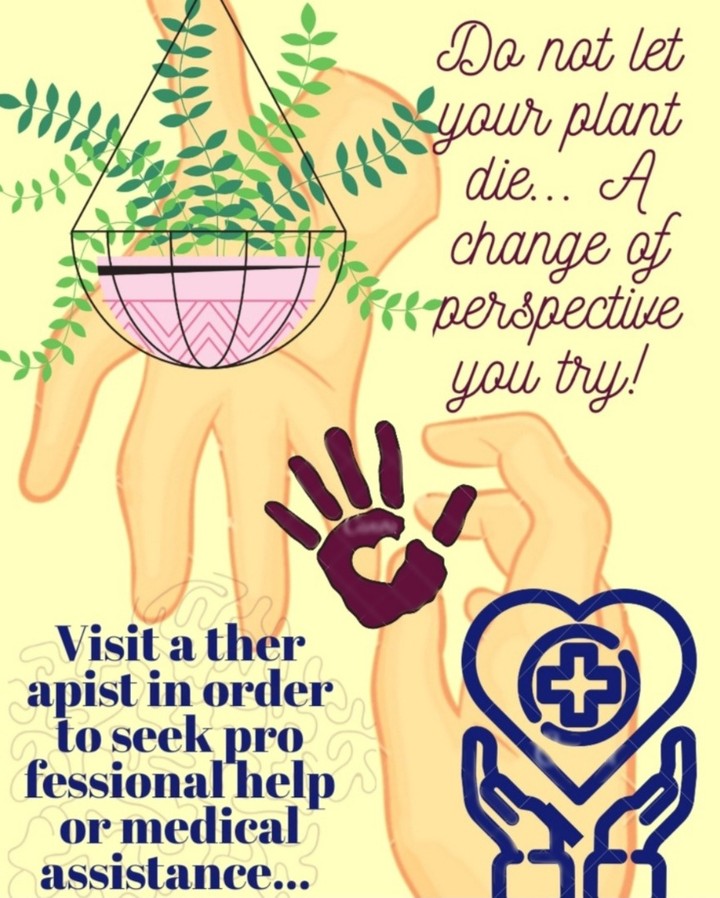 Do not let
your plant
die... A
change of
perspective
you try!
Visit a ther
apist in order
to seek pro
fessional help
or medical
assistance...